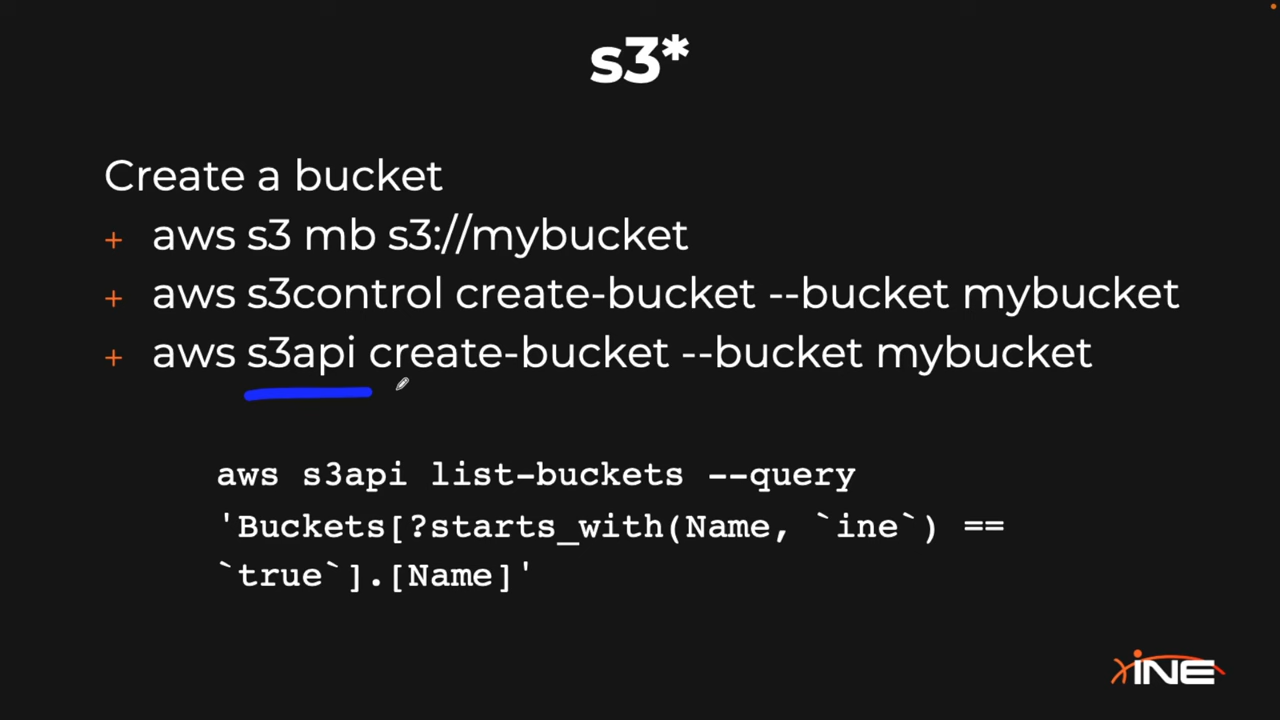 s3*
Create a bucket
+ aws s3 mb s3://mybucket
+ aws s3control create-bucket --bucket mybucket
+ aws s3api create-bucket --bucket mybucket
aws s3api list-buckets --query
'Buckets[?starts_with(Name, `ine`) ==
`true`].[Name]'
INE